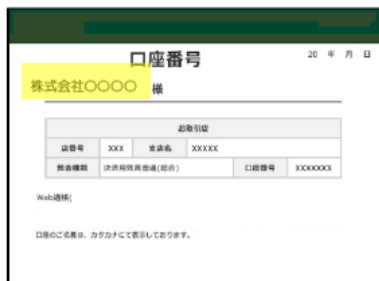 口座番号
20 年 月 日
株式会社〇〇〇〇 様
お取引店
店番号 XXX 支店名 XXXXX
預金種類 決済用普通(総合) 口座番号 XXXXXXX
Web通帳
口座のご名義は、カタカナにて表示しております。